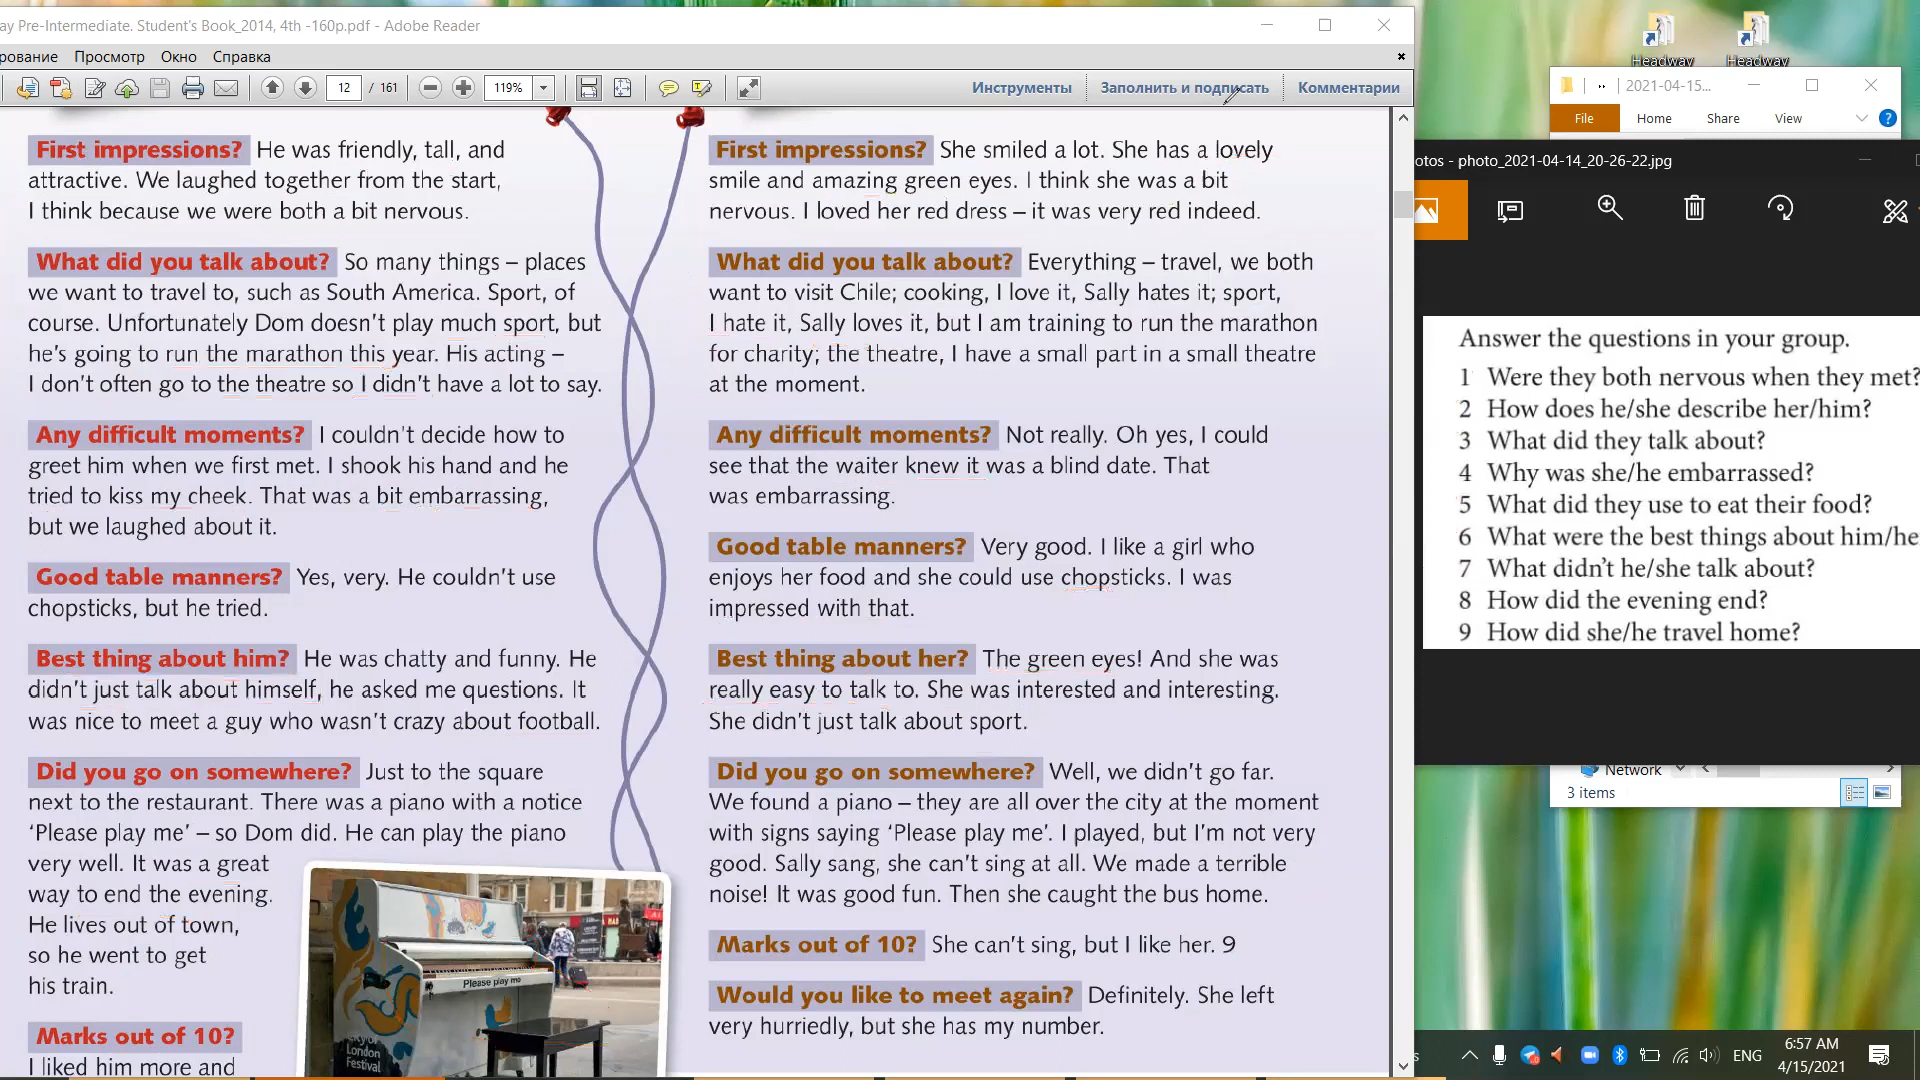 ay Pre-Intermediate. Student's Book_2014, 4th -160p.pdf - Adobe Reader
рование Просмотр Окно Справка
12 / 161 119% Инструменты Заполнить и подписать Комментарии
First impressions? He was friendly, tall, and
attractive. We laughed together from the start,
I think because we were both a bit nervous.
What did you talk about? So many things – places
we want to travel to, such as South America. Sport, of
course. Unfortunately Dom doesn't play much sport, but
he's going to run the marathon this year. His acting –
I don't often go to the theatre so I didn't have a lot to say.
Any difficult moments? I couldn't decide how to
greet him when we first met. I shook his hand and he
tried to kiss my cheek. That was a bit embarrassing,
but we laughed about it.
Good table manners? Yes, very. He couldn't use
chopsticks, but he tried.
Best thing about him? He was chatty and funny. He
didn't just talk about himself, he asked me questions. It
was nice to meet a guy who wasn't crazy about football.
Did you go on somewhere? Just to the square
next to the restaurant. There was a piano with a notice
'Please play me' – so Dom did. He can play the piano
very well. It was a great
way to end the evening.
He lives out of town,
so he went to get
his train.
Marks out of 10?
I liked him more and
Please play me
City of
London
Festival
First impressions? She smiled a lot. She has a lovely
smile and amazing green eyes. I think she was a bit
nervous. I loved her red dress – it was very red indeed.
What did you talk about? Everything – travel, we both
want to visit Chile; cooking, I love it, Sally hates it; sport,
I hate it, Sally loves it, but I am training to run the marathon
for charity; the theatre, I have a small part in a small theatre
at the moment.
Any difficult moments? Not really. Oh yes, I could
see that the waiter knew it was a blind date. That
was embarrassing.
Good table manners? Very good. I like a girl who
enjoys her food and she could use chopsticks. I was
impressed with that.
Best thing about her? The green eyes! And she was
really easy to talk to. She was interested and interesting.
She didn't just talk about sport.
Did you go on somewhere? Well, we didn't go far.
We found a piano – they are all over the city at the moment
with signs saying 'Please play me'. I played, but I'm not very
good. Sally sang, she can't sing at all. We made a terrible
noise! It was good fun. Then she caught the bus home.
Marks out of 10? She can't sing, but I like her. 9
Would you like to meet again? Definitely. She left
very hurriedly, but she has my number.
Headway Headway
2021-04-15...
File Home Share View
otos - photo_2021-04-14_20-26-22.jpg
Answer the questions in your group.
1 Were they both nervous when they met?
2 How does he/she describe her/him?
3 What did they talk about?
4 Why was she/he embarrassed?
5 What did they use to eat their food?
6 What were the best things about him/he
7 What didn't he/she talk about?
8 How did the evening end?
9 How did she/he travel home?
Network
3 items
s ENG 6:57 AM
4/15/2021